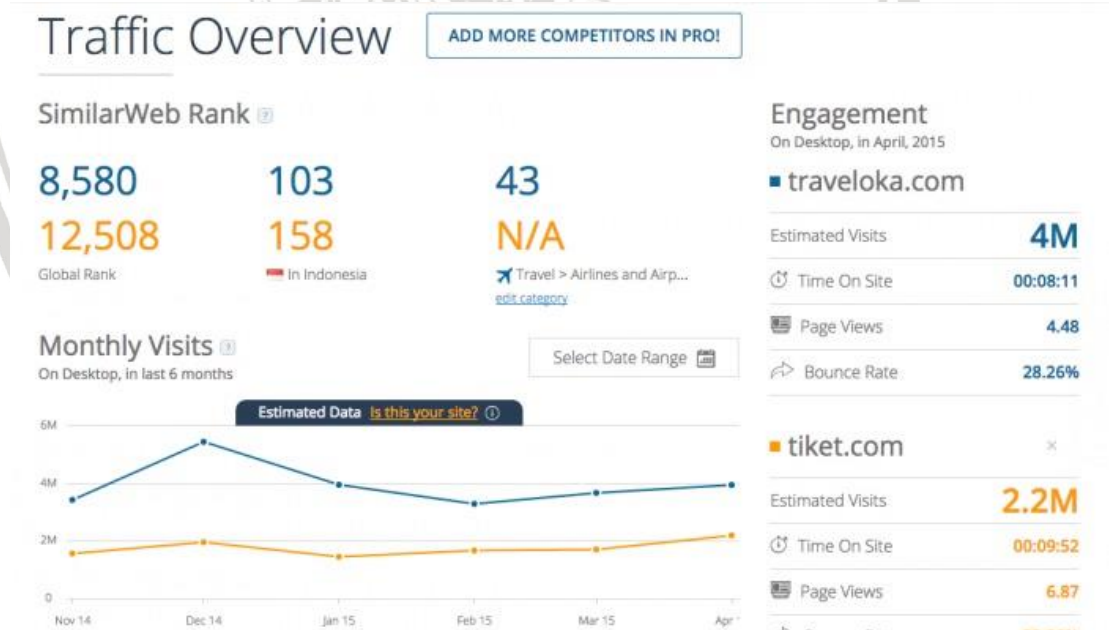 Traffic Overview
ADD MORE COMPETITORS IN PRO!
SimilarWeb Rank
8,580
103
43
12,508
158
N/A
Global Rank
In Indonesia
Travel > Airlines and Airp...
edit category
Monthly Visits
On Desktop, in last 6 months
Select Date Range
Estimated Data Is this your site?
6M
4M
2M
0
Nov 14
Dec 14
Jan 15
Feb 15
Mar 15
Apr
Engagement
On Desktop, in April, 2015
traveloka.com
Estimated Visits 4M
Time On Site 00:08:11
Page Views 4.48
Bounce Rate 28.26%
tiket.com
Estimated Visits 2.2M
Time On Site 00:09:52
Page Views 6.87